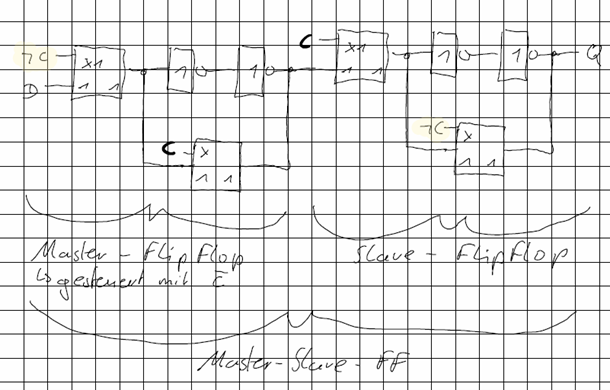 C
¬C
X1
1
1
X1
1
1
1 1
1 1
D
Q
¬C
C
X
X
1 1
1 1
Master - FlipFlop
Slave - FlipFlop
↳ gesteuert mit C̅
Master-Slave-FF